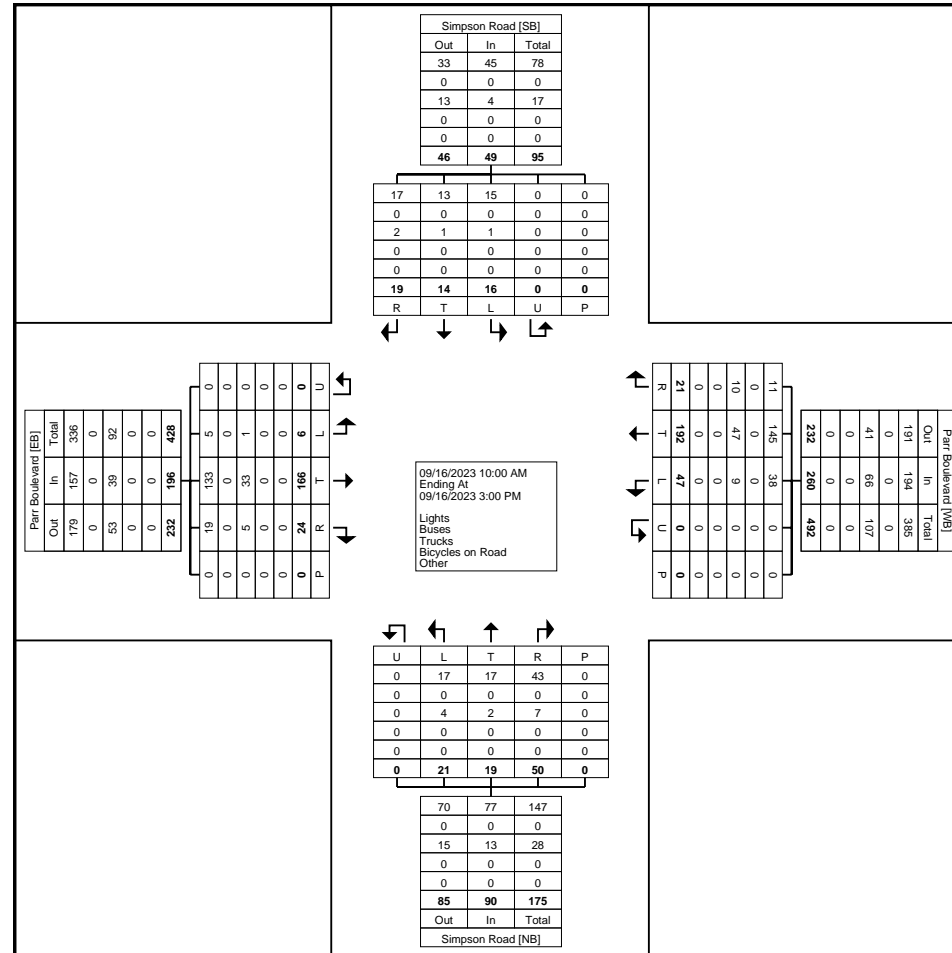 Simpson Road [SB]
Out In Total
33 45 78
0 0 0
13 4 17
0 0 0
0 0 0
46 49 95
17 13 15 0 0
0 0 0 0 0
2 1 1 0 0
0 0 0 0 0
0 0 0 0 0
19 14 16 0 0
R T L U P
Parr Boulevard [EB]
Total 336 0 92 0 0 428
In 157 0 39 0 0 196
Out 179 0 53 0 0 232
0 0 0 0 0 0 U
5 0 1 0 0 6 L
133 0 33 0 0 166 T
19 0 5 0 0 24 R
0 0 0 0 0 0 P
09/16/2023 10:00 AM
Ending At
09/16/2023 3:00 PM
Lights
Buses
Trucks
Bicycles on Road
Other
R 21 0 0 10 0 11
T 192 0 0 47 0 145
L 47 0 0 9 0 38
U 0 0 0 0 0 0
P 0 0 0 0 0 0
232 0 0 41 0 191 Out
260 0 0 66 0 194 In
492 0 0 107 0 385 Total
Parr Boulevard [WB]
U L T R P
0 17 17 43 0
0 0 0 0 0
0 4 2 7 0
0 0 0 0 0
0 0 0 0 0
0 21 19 50 0
70 77 147
0 0 0
15 13 28
0 0 0
0 0 0
85 90 175
Out In Total
Simpson Road [NB]